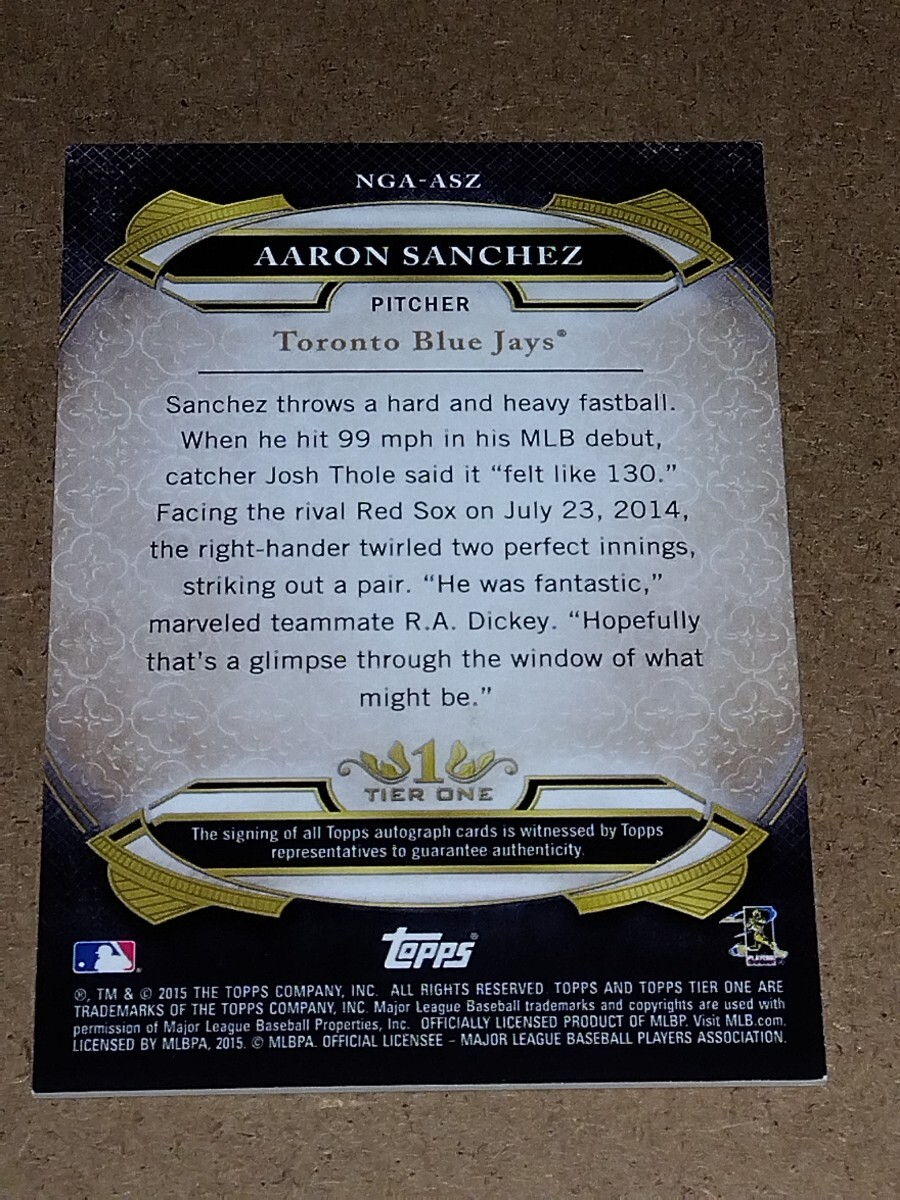 NGA-ASZ
AARON SANCHEZ
PITCHER
Toronto Blue Jays®
Sanchez throws a hard and heavy fastball.
When he hit 99 mph in his MLB debut,
catcher Josh Thole said it “felt like 130.”
Facing the rival Red Sox on July 23, 2014,
the right-hander twirled two perfect innings,
striking out a pair. “He was fantastic,”
marveled teammate R.A. Dickey. “Hopefully
that's a glimpse through the window of what
might be.”
1
TIER ONE
The signing of all Topps autograph cards is witnessed by Topps
representatives to guarantee authenticity.
topps®
PLAYERS
®, TM & © 2015 THE TOPPS COMPANY, INC. ALL RIGHTS RESERVED. TOPPS AND TOPPS TIER ONE ARE
TRADEMARKS OF THE TOPPS COMPANY, INC. Major League Baseball trademarks and copyrights are used with
permission of Major League Baseball Properties, Inc. OFFICIALLY LICENSED PRODUCT OF MLBP. Visit MLB.com.
LICENSED BY MLBPA, 2015. © MLBPA. OFFICIAL LICENSEE – MAJOR LEAGUE BASEBALL PLAYERS ASSOCIATION.